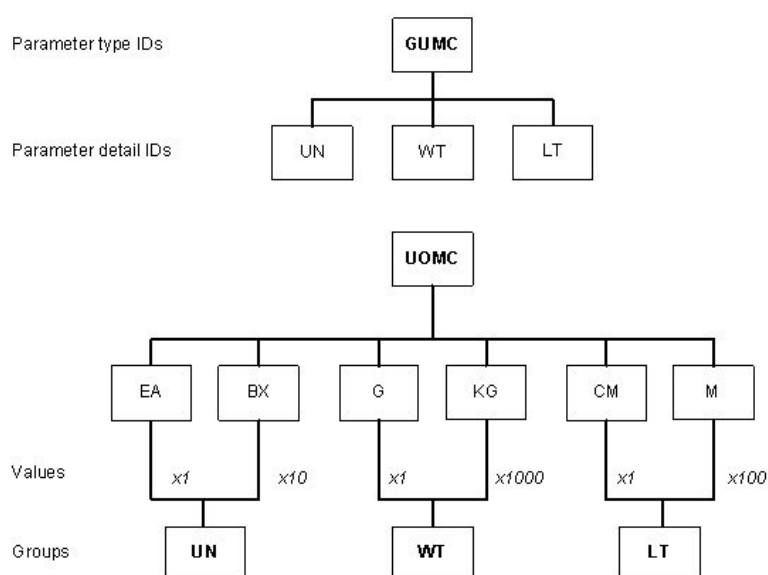 Parameter type IDs
GUMC
Parameter detail IDs
UN WT LT
UOMC
EA BX G KG CM M
Values x1 x10 x1 x1000 x1 x100
Groups UN WT LT